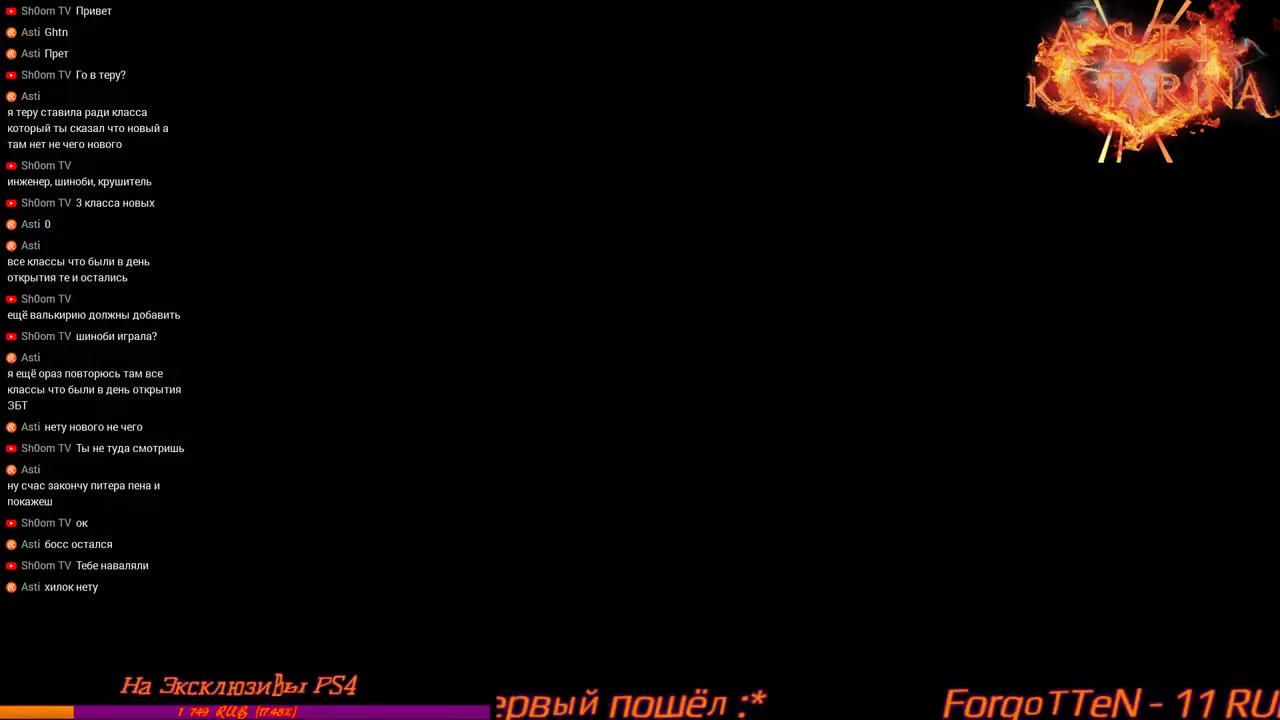 Sh0om TV Привет
Asti Ghtn
Asti Прет
Sh0om TV Го в теру?
Asti
я теру ставила ради класса
который ты сказал что новый а
там нет не чего нового
Sh0om TV
инженер, шиноби, крушитель
Sh0om TV 3 класса новых
Asti 0
Asti
все классы что были в день
открытия те и остались
Sh0om TV
ещё валькирию должны добавить
Sh0om TV шиноби играла?
Asti
я ещё ораз повторюсь там все
классы что были в день открытия
ЗБТ
Asti нету нового не чего
Sh0om TV Ты не туда смотришь
Asti
ну счас закончу питера пена и
покажеш
Sh0om TV ок
Asti босс остался
Sh0om TV Тебе наваляли
Asti хилок нету
ASTI
KATARINA
На Эксклюзивы PS4
1 749 RUB (17.48%)
ервый пошёл :*
ForgoTTeN - 11 RU